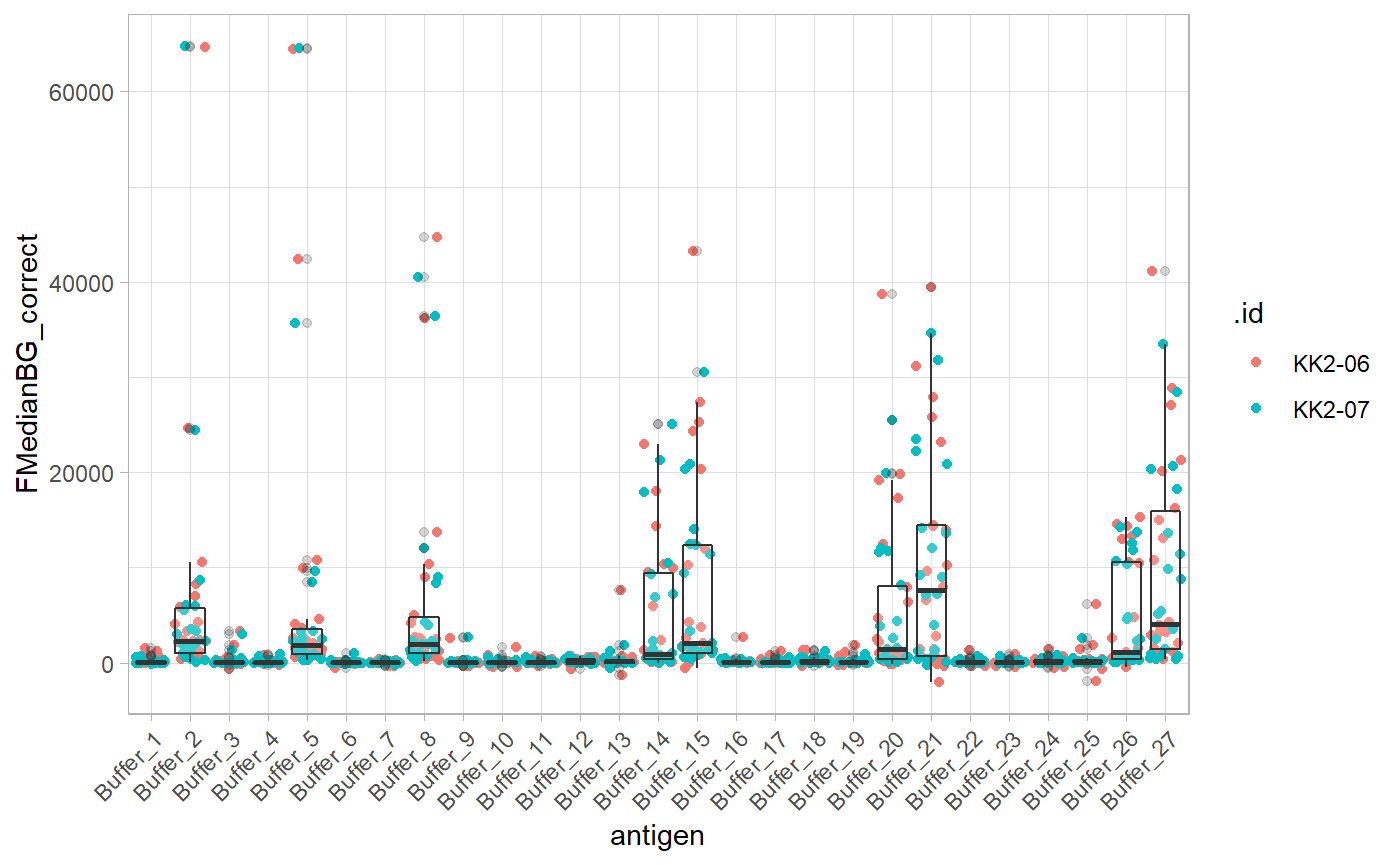 60000
40000
20000
0
FMedianBG_correct
Buffer_1
Buffer_2
Buffer_3
Buffer_4
Buffer_5
Buffer_6
Buffer_7
Buffer_8
Buffer_9
Buffer_10
Buffer_11
Buffer_12
Buffer_13
Buffer_14
Buffer_15
Buffer_16
Buffer_17
Buffer_18
Buffer_19
Buffer_20
Buffer_21
Buffer_22
Buffer_23
Buffer_24
Buffer_25
Buffer_26
Buffer_27
antigen
.id
KK2-06
KK2-07